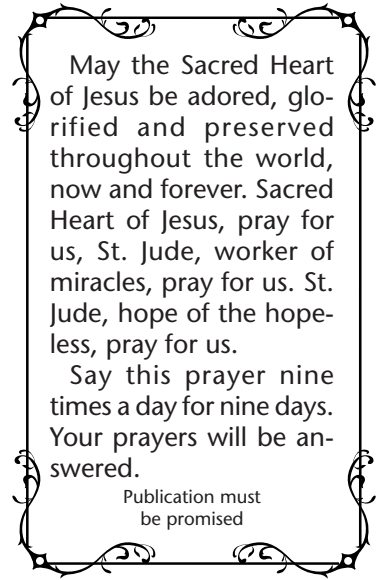 May the Sacred Heart
of Jesus be adored, glo-
rified and preserved
throughout the world,
now and forever. Sacred
Heart of Jesus, pray for
us, St. Jude, worker of
miracles, pray for us. St.
Jude, hope of the hope-
less, pray for us.
Say this prayer nine
times a day for nine days.
Your prayers will be an-
swered.
Publication must
be promised